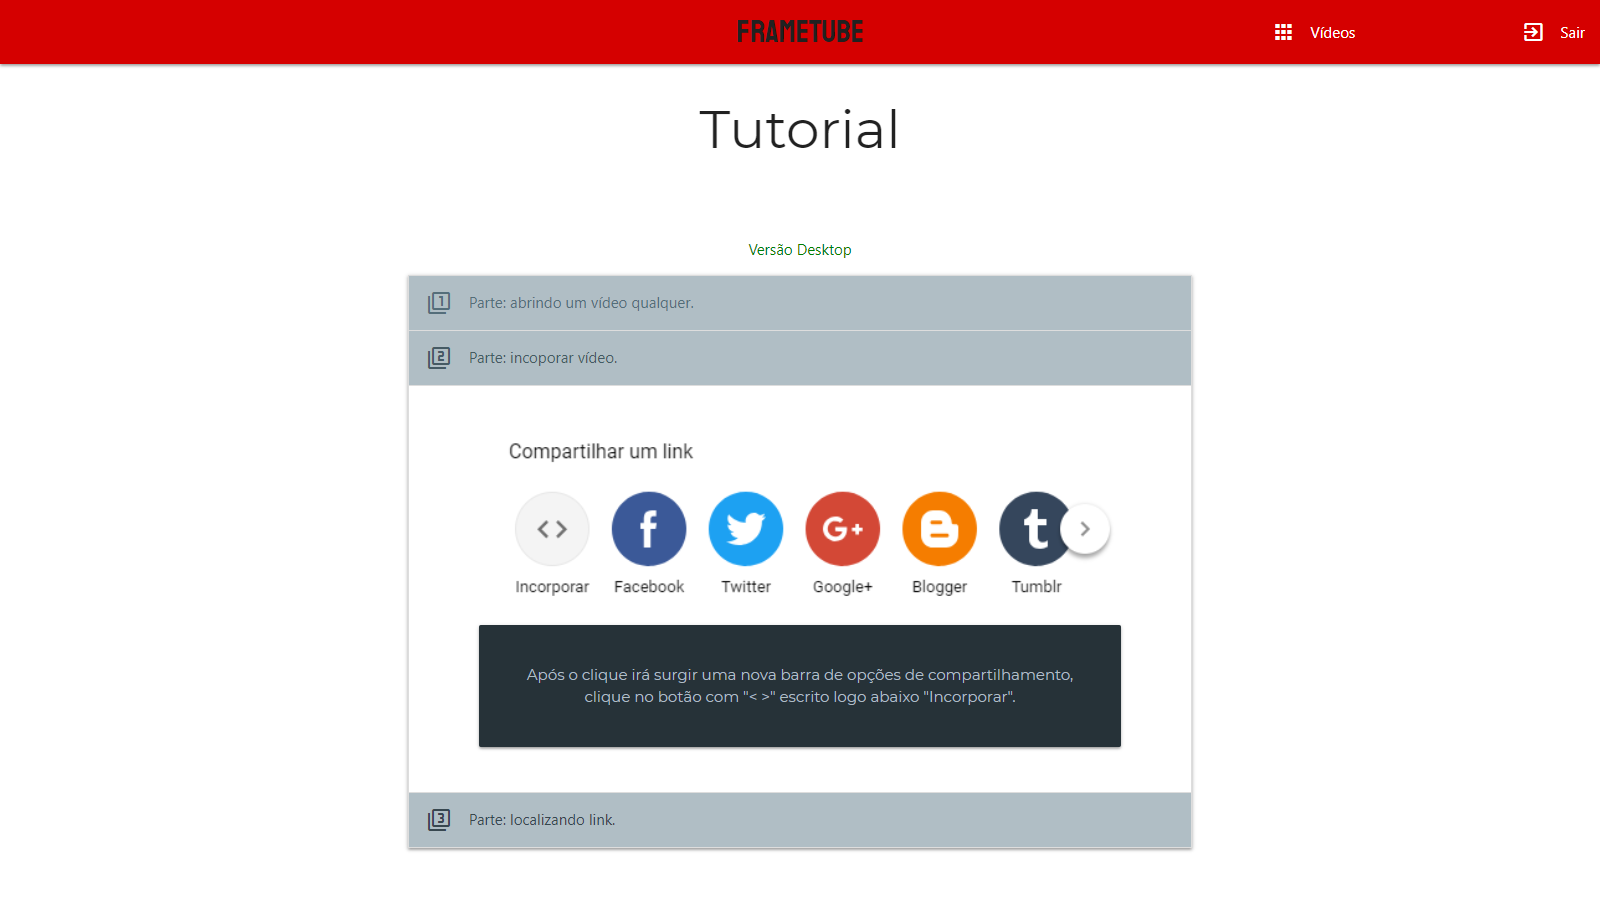 FRAMETUBE
Vídeos
Sair
Tutorial
Versão Desktop
1 Parte: abrindo um vídeo qualquer.
2 Parte: incoporar vídeo.
Compartilhar um link
Incorporar Facebook Twitter Google+ Blogger Tumblr
Após o clique irá surgir uma nova barra de opções de compartilhamento,
clique no botão com "< >" escrito logo abaixo "Incorporar".
3 Parte: localizando link.